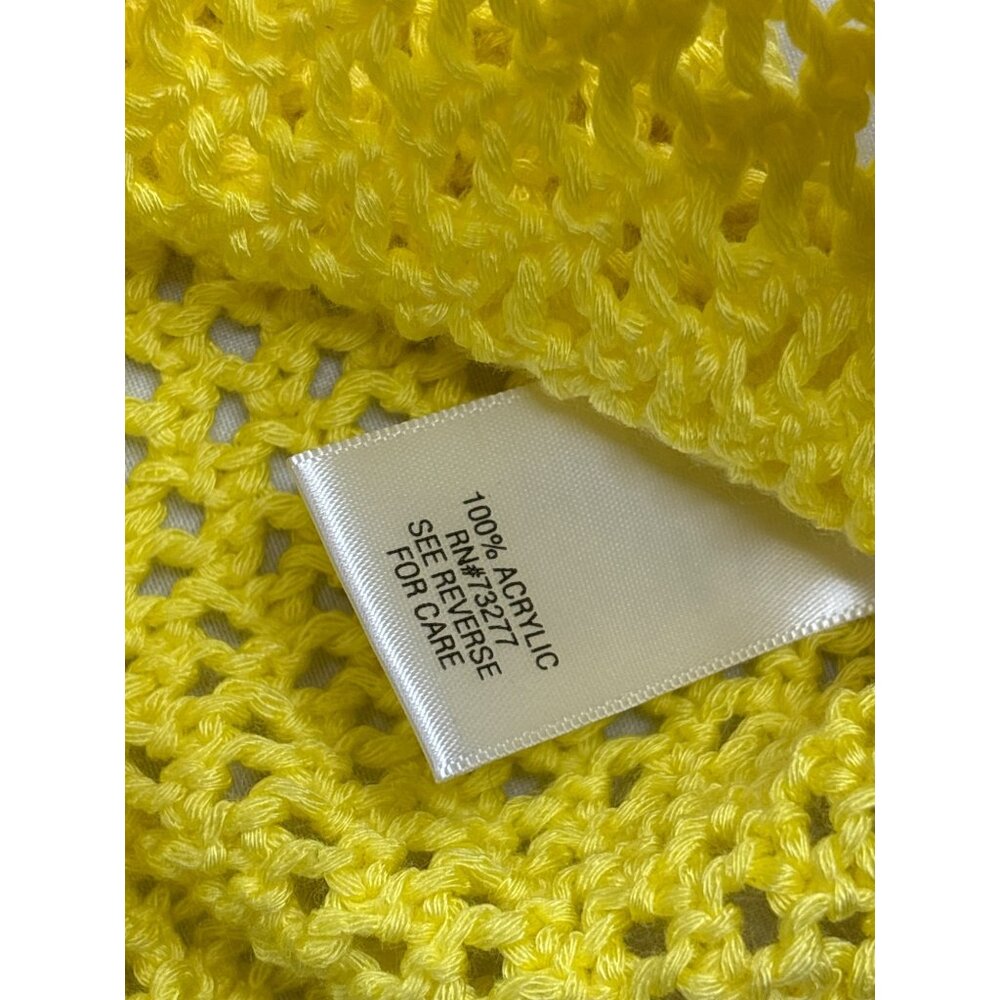 100% ACRYLIC
RN#73277
SEE REVERSE
FOR CARE